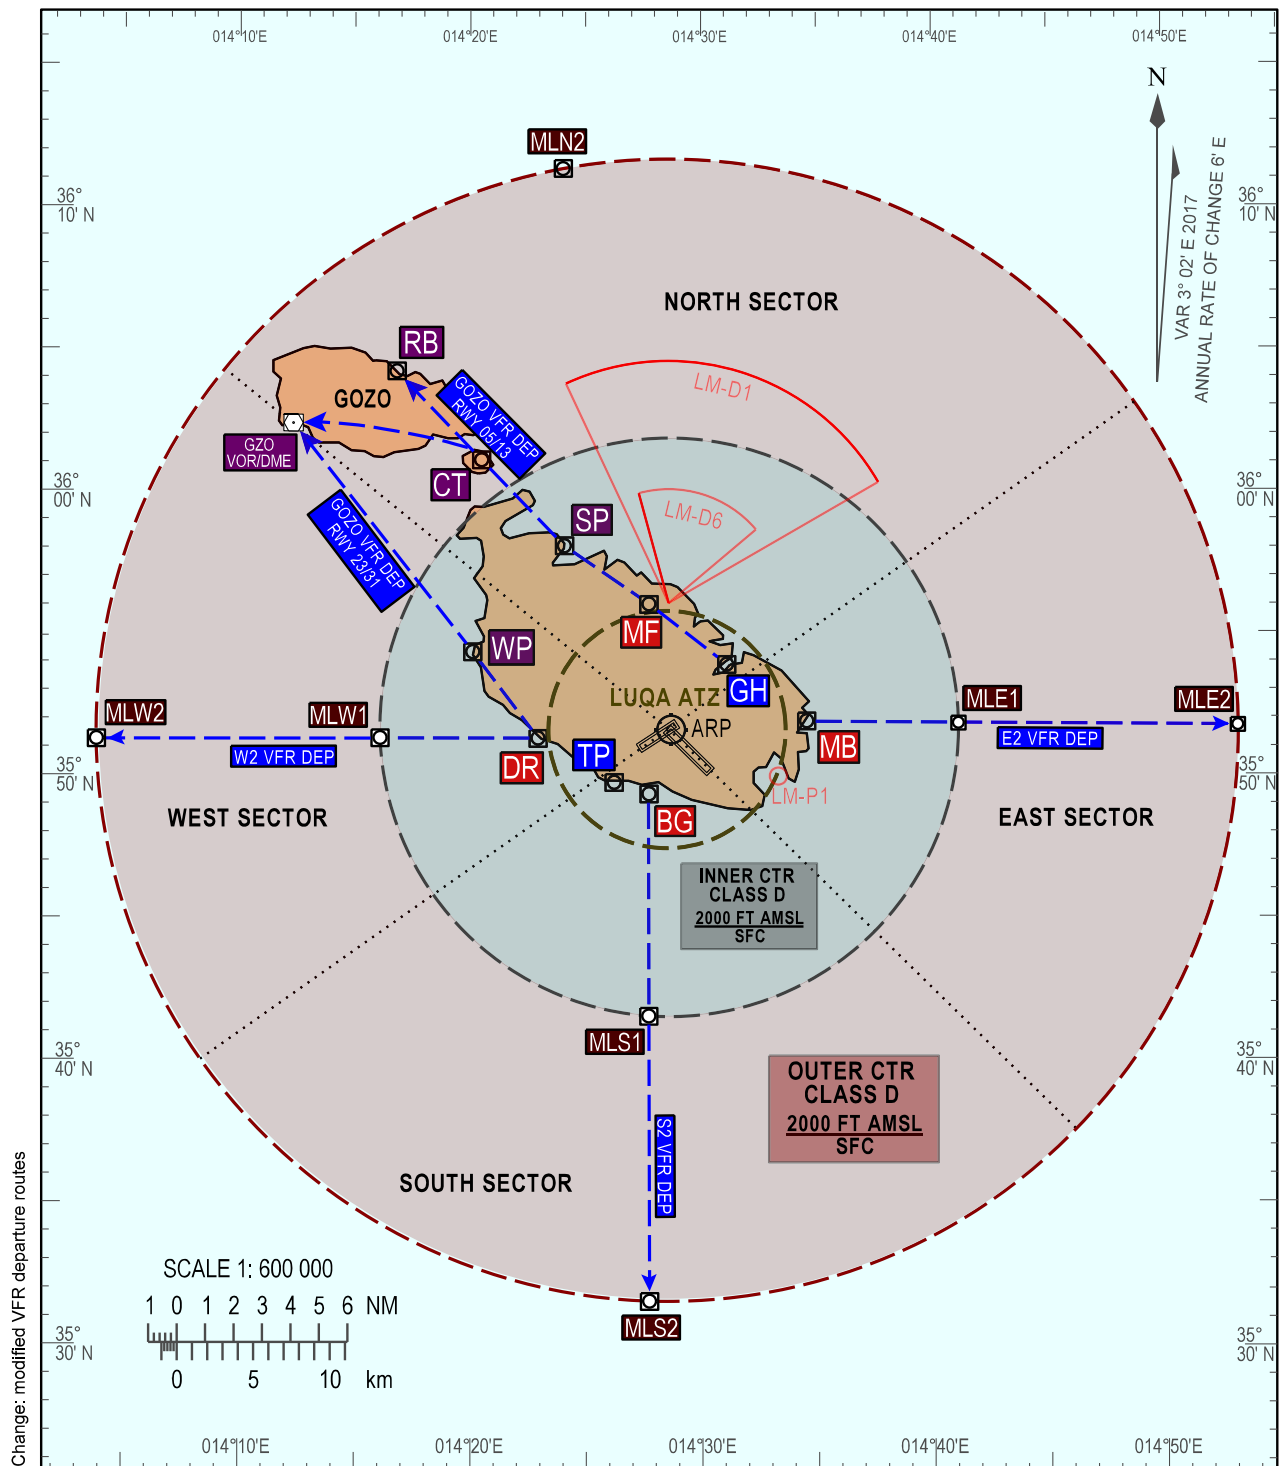 014°10'E
014°20'E
014°30'E
014°40'E
014°50'E
N
VAR 3° 02' E 2017
ANNUAL RATE OF CHANGE 6' E
MLN2
36°
10' N
36°
10' N
NORTH SECTOR
RB
GOZO
GOZO VFR DEP
RWY 05/13
LM-D1
GZO
VOR/DME
CT
36°
00' N
36°
00' N
SP
LM-D6
GOZO VFR DEP
RWY 23/31
MF
WP
GH
LUQA ATZ
MLW2
MLW1
MLE1
MLE2
ARP
W2 VFR DEP
DR
TP
MB
E2 VFR DEP
35°
50' N
35°
50' N
LM-P1
BG
WEST SECTOR
EAST SECTOR
INNER CTR
CLASS D
2000 FT AMSL
SFC
MLS1
35°
40' N
35°
40' N
OUTER CTR
CLASS D
2000 FT AMSL
SFC
S2 VFR DEP
SOUTH SECTOR
SCALE 1: 600 000
1 0 1 2 3 4 5 6 NM
0 5 10 km
MLS2
35°
30' N
35°
30' N
014°10'E
014°20'E
014°30'E
014°40'E
014°50'E
Change: modified VFR departure routes